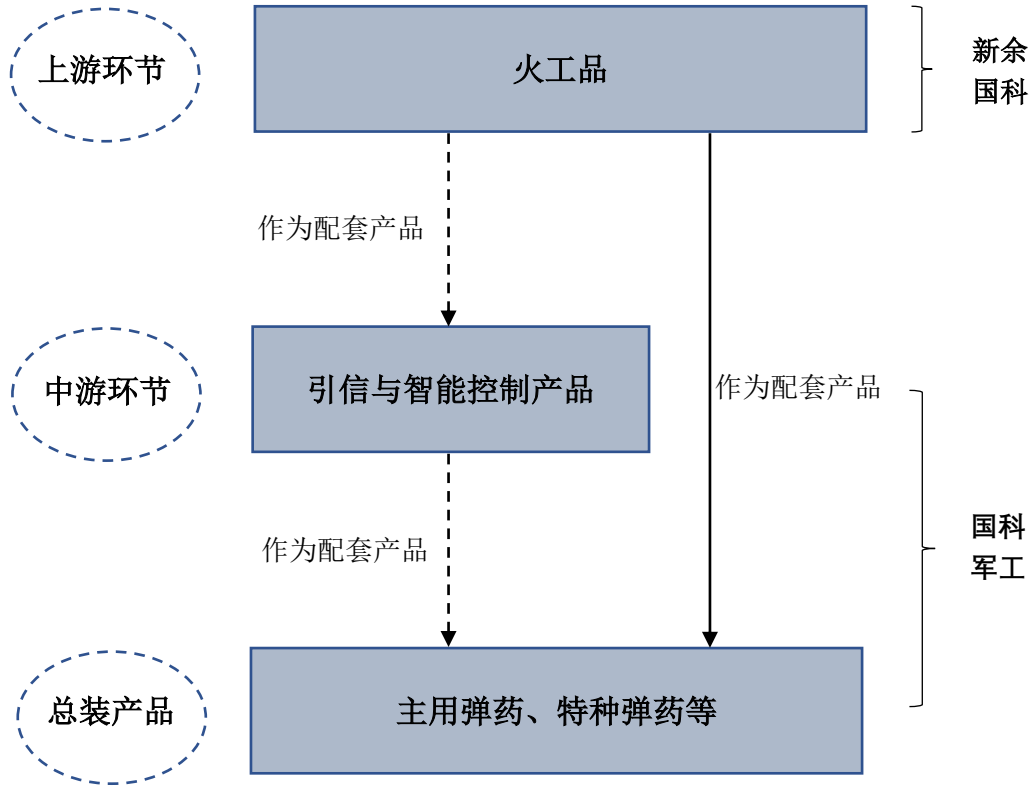 上游环节
火工品
新余
国科
作为配套产品
中游环节
引信与智能控制产品
作为配套产品
作为配套产品
国科
军工
总装产品
主用弹药、特种弹药等